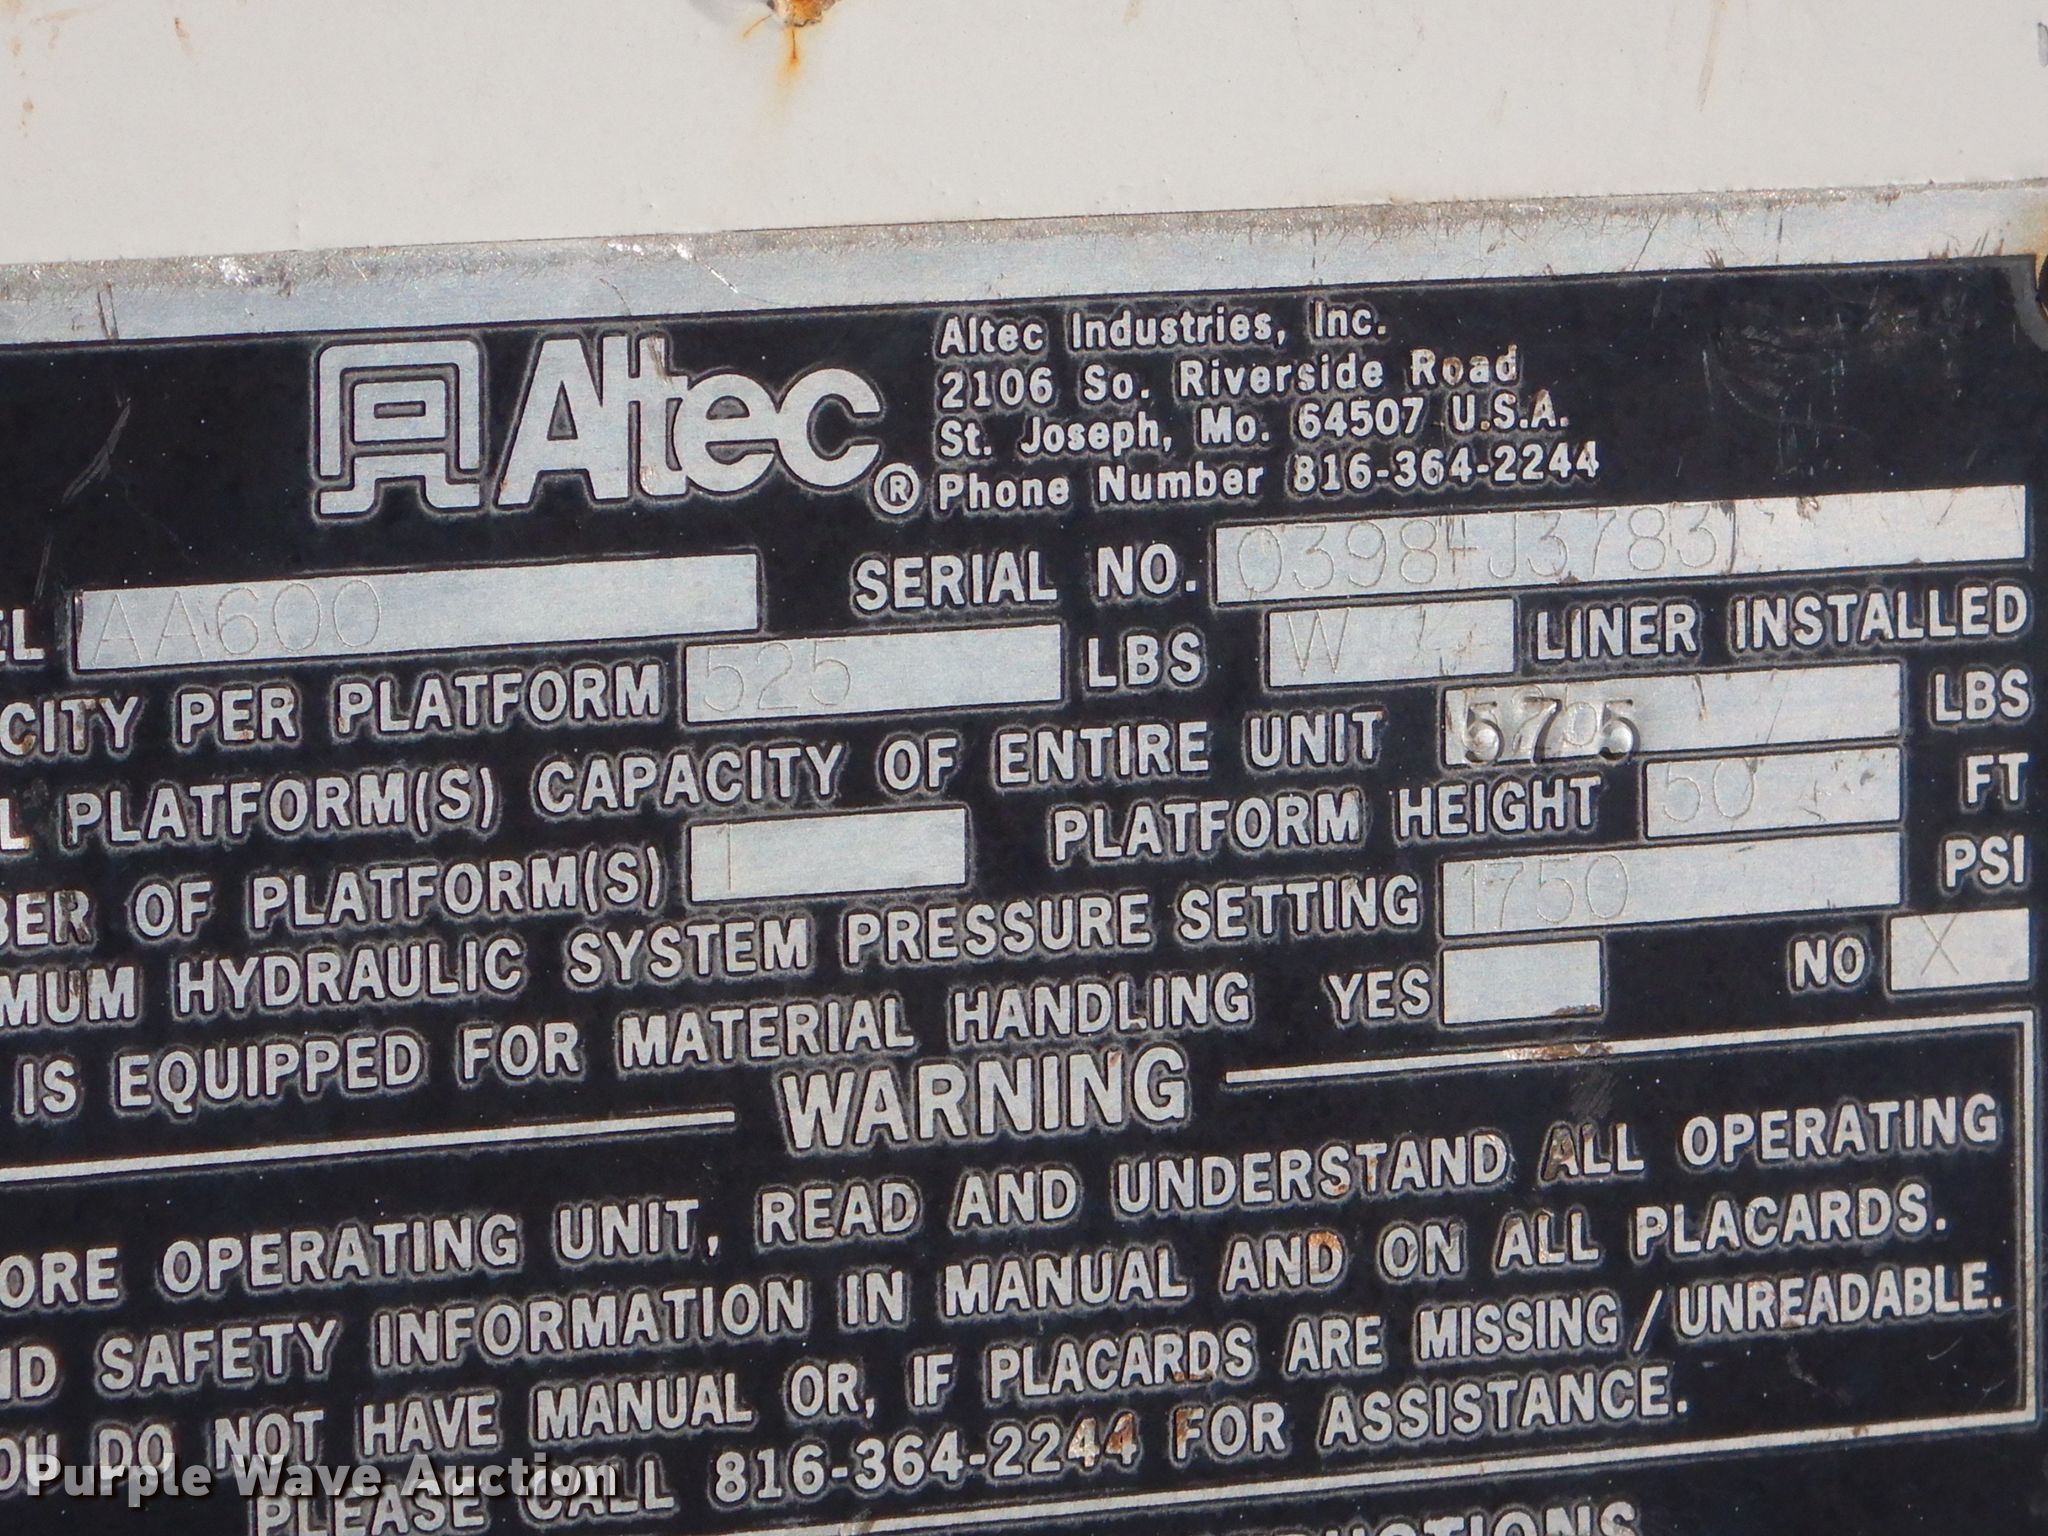 Altec®
Altec Industries, Inc.
2106 So. Riverside Road
St. Joseph, Mo. 64507 U.S.A.
Phone Number 816-364-2244
EL AA600 SERIAL NO. 0398-J3783
CITY PER PLATFORM 525 LBS W LINER INSTALLED
L PLATFORM(S) CAPACITY OF ENTIRE UNIT LBS
BER OF PLATFORM(S) 1 PLATFORM HEIGHT 50 FT
MUM HYDRAULIC SYSTEM PRESSURE SETTING 1750 PSI
IS EQUIPPED FOR MATERIAL HANDLING YES NO X
WARNING
ORE OPERATING UNIT, READ AND UNDERSTAND ALL OPERATING
ND SAFETY INFORMATION IN MANUAL AND ON ALL PLACARDS.
OU DO NOT HAVE MANUAL OR, IF PLACARDS ARE MISSING/UNREADABLE.
PLEASE CALL 816-364-2244 FOR ASSISTANCE.
Purple Wave Auction